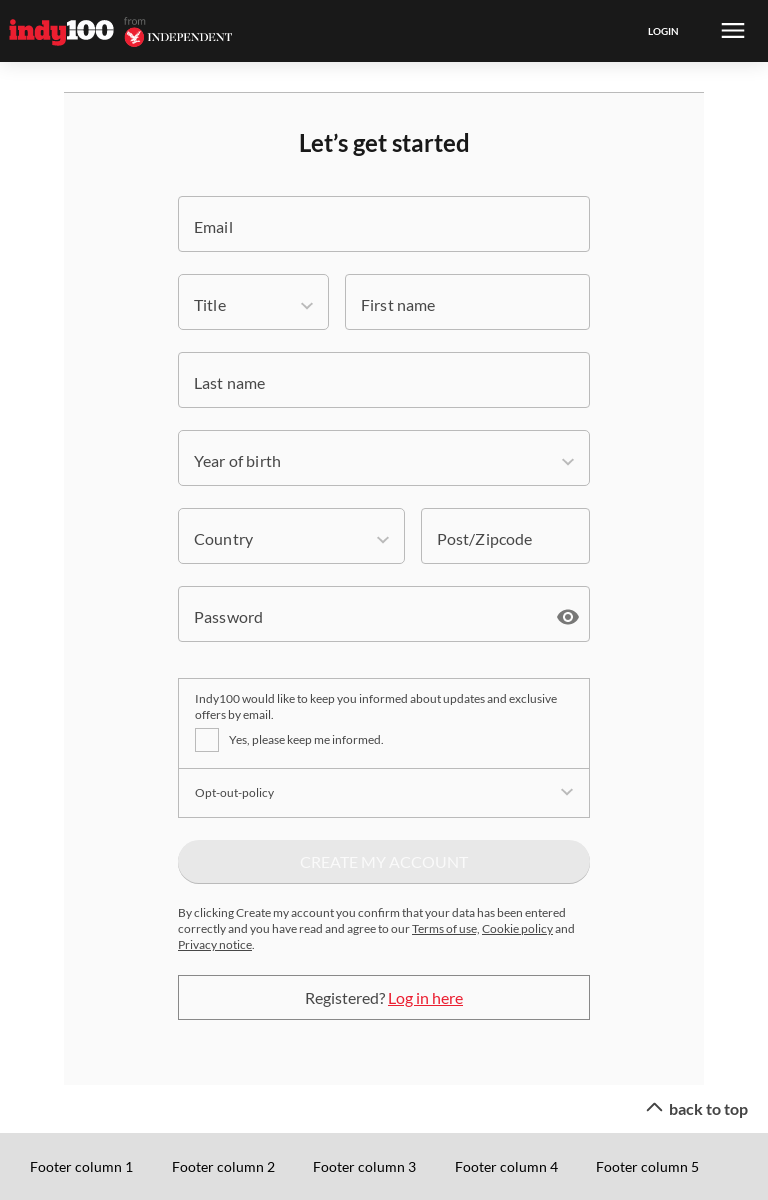 indy100 from INDEPENDENT
LOGIN
Let’s get started
Email
Title
First name
Last name
Year of birth
Country
Post/Zipcode
Password
Indy100 would like to keep you informed about updates and exclusive
offers by email.
Yes, please keep me informed.
Opt-out-policy
CREATE MY ACCOUNT
By clicking Create my account you confirm that your data has been entered
correctly and you have read and agree to our Terms of use, Cookie policy and
Privacy notice.
Registered? Log in here
back to top
Footer column 1
Footer column 2
Footer column 3
Footer column 4
Footer column 5